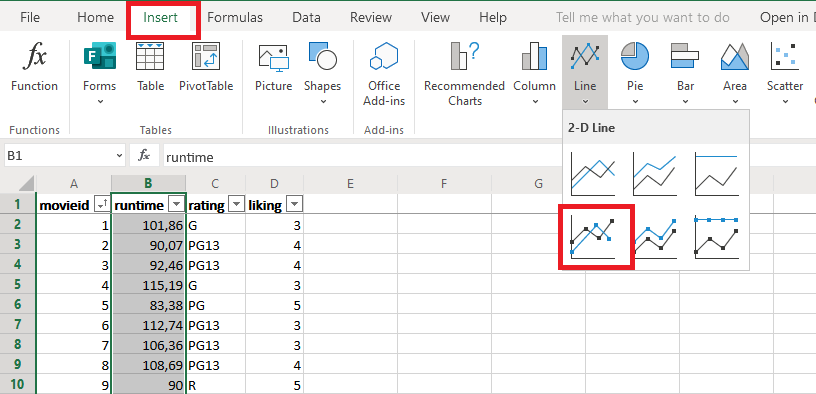 File Home Insert Formulas Data Review View Help Tell me what you want to do Open in D
fx
Function Forms Table PivotTable Picture Shapes Office Add-ins Recommended Charts Column Line Pie Bar Area Scatter
Functions Tables Illustrations Add-ins
2-D Line
B1 fx runtime
A B C D E F G
1 movieid runtime rating liking
2 1 101,86 G 3
3 2 90,07 PG13 4
4 3 92,46 PG13 4
5 4 115,19 G 3
6 5 83,38 PG 5
7 6 112,74 PG13 3
8 7 106,36 PG13 3
9 8 108,69 PG13 4
10 9 90 R 5